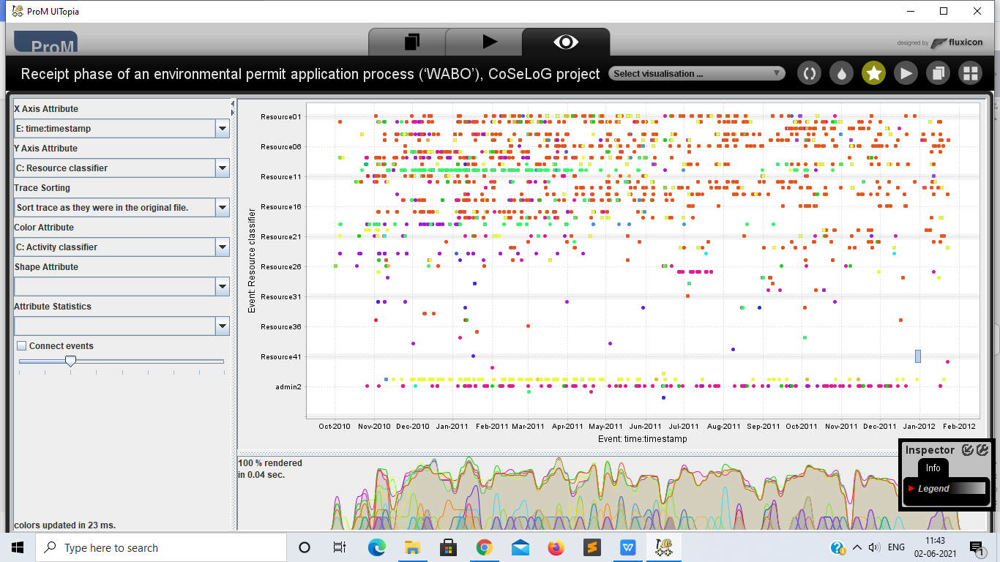 ProM UITopia
ProM
designed by fluxicon
Receipt phase of an environmental permit application process (‘WABO’), CoSeLoG project
Select visualisation ...
X Axis Attribute
E: time:timestamp
Y Axis Attribute
C: Resource classifier
Trace Sorting
Sort trace as they were in the original file.
Color Attribute
C: Activity classifier
Shape Attribute
Attribute Statistics
Connect events
colors updated in 23 ms.
Event: Resource classifier
Resource01
Resource06
Resource11
Resource16
Resource21
Resource26
Resource31
Resource36
Resource41
admin2
Oct-2010 Nov-2010 Dec-2010 Jan-2011 Feb-2011 Mar-2011 Apr-2011 May-2011 Jun-2011 Jul-2011 Aug-2011 Sep-2011 Oct-2011 Nov-2011 Dec-2011 Jan-2012 Feb-2012
Event: time:timestamp
100 % rendered
in 0.04 sec.
Inspector
Info
Legend
Type here to search
W
S
ENG
11:43
02-06-2021
1